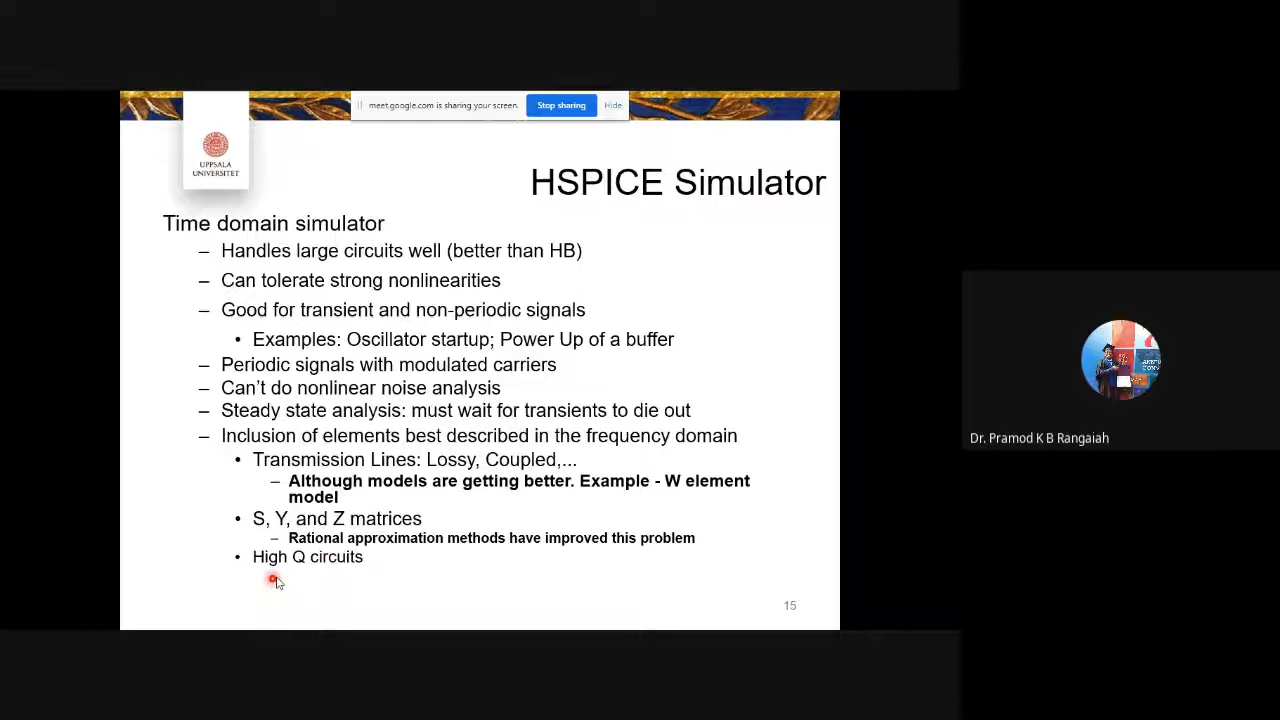 meet.google.com is sharing your screen.
Stop sharing
Hide
UPPSALA
UNIVERSITET
HSPICE Simulator
Time domain simulator
– Handles large circuits well (better than HB)
– Can tolerate strong nonlinearities
– Good for transient and non-periodic signals
• Examples: Oscillator startup; Power Up of a buffer
– Periodic signals with modulated carriers
– Can’t do nonlinear noise analysis
– Steady state analysis: must wait for transients to die out
– Inclusion of elements best described in the frequency domain
• Transmission Lines: Lossy, Coupled,...
– Although models are getting better. Example - W element
model
• S, Y, and Z matrices
– Rational approximation methods have improved this problem
• High Q circuits
15
Dr. Pramod K B Rangaiah